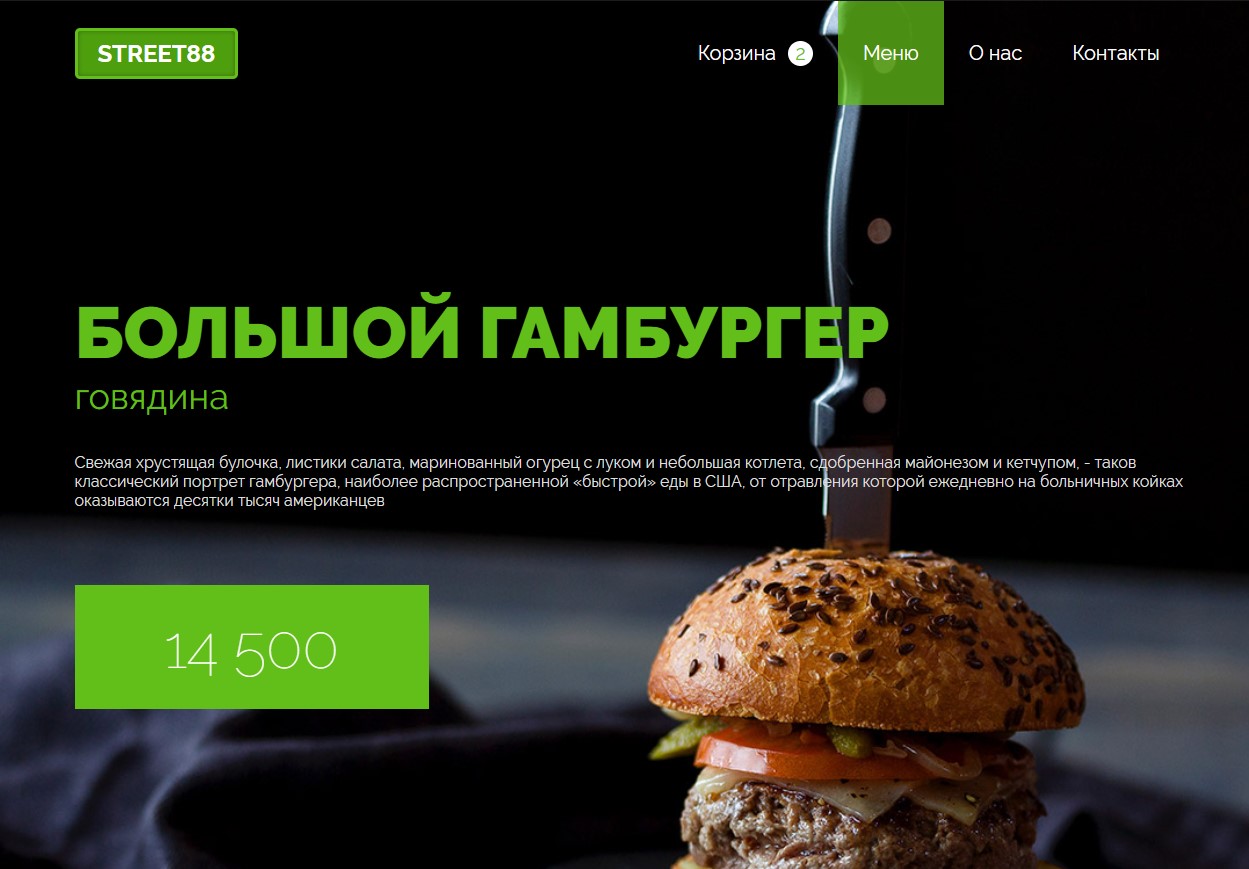 STREET88
Корзина 2 Меню О нас Контакты
БОЛЬШОЙ ГАМБУРГЕР
говядина
Свежая хрустящая булочка, листики салата, маринованный огурец с луком и небольшая котлета, сдобренная майонезом и кетчупом, - таков
классический портрет гамбургера, наиболее распространенной «быстрой» еды в США, от отравления которой ежедневно на больничных койках
оказываются десятки тысяч американцев
14 500